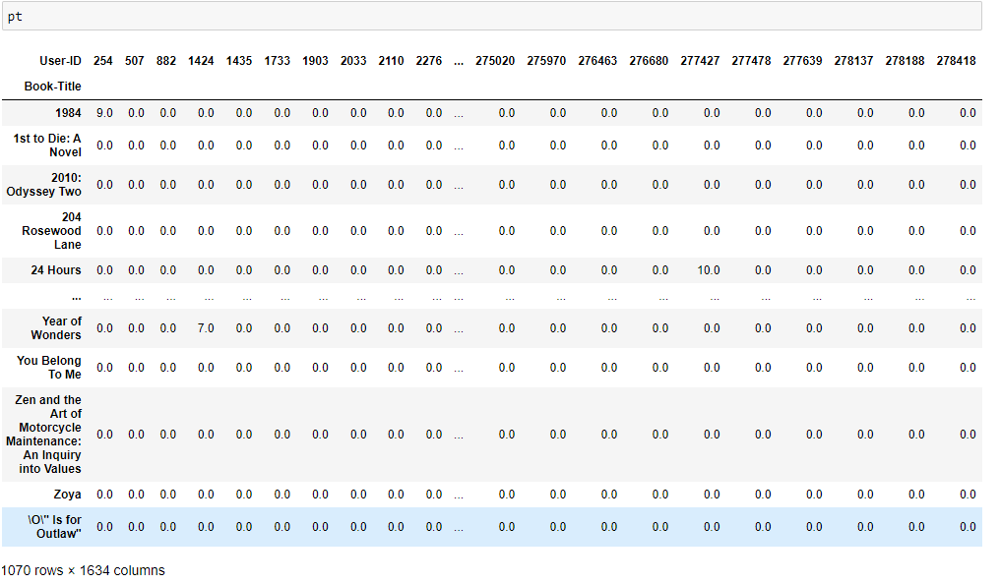 pt
User-ID 254 507 882 1424 1435 1733 1903 2033 2110 2276 ... 275020 275970 276463 276680 277427 277478 277639 278137 278188 278418
Book-Title
1984 9.0 0.0 0.0 0.0 0.0 0.0 0.0 0.0 0.0 0.0 ... 0.0 0.0 0.0 0.0 0.0 0.0 0.0 0.0 0.0 0.0
1st to Die: A
Novel 0.0 0.0 0.0 0.0 0.0 0.0 0.0 0.0 0.0 0.0 ... 0.0 0.0 0.0 0.0 0.0 0.0 0.0 0.0 0.0 0.0
2010:
Odyssey Two 0.0 0.0 0.0 0.0 0.0 0.0 0.0 0.0 0.0 0.0 ... 0.0 0.0 0.0 0.0 0.0 0.0 0.0 0.0 0.0 0.0
204
Rosewood 0.0 0.0 0.0 0.0 0.0 0.0 0.0 0.0 0.0 0.0 ... 0.0 0.0 0.0 0.0 0.0 0.0 0.0 0.0 0.0 0.0
Lane
24 Hours 0.0 0.0 0.0 0.0 0.0 0.0 0.0 0.0 0.0 0.0 ... 0.0 0.0 0.0 0.0 10.0 0.0 0.0 0.0 0.0 0.0
... ... ... ... ... ... ... ... ... ... ... ... ... ... ... ... ... ... ... ... ... ...
Year of
Wonders 0.0 0.0 0.0 7.0 0.0 0.0 0.0 0.0 0.0 0.0 ... 0.0 0.0 0.0 0.0 0.0 0.0 0.0 0.0 0.0 0.0
You Belong
To Me 0.0 0.0 0.0 0.0 0.0 0.0 0.0 0.0 0.0 0.0 ... 0.0 0.0 0.0 0.0 0.0 0.0 0.0 0.0 0.0 0.0
Zen and the
Art of
Motorcycle
Maintenance: 0.0 0.0 0.0 0.0 0.0 0.0 0.0 0.0 0.0 0.0 ... 0.0 0.0 0.0 0.0 0.0 0.0 0.0 0.0 0.0 0.0
An Inquiry
into Values
Zoya 0.0 0.0 0.0 0.0 0.0 0.0 0.0 0.0 0.0 0.0 ... 0.0 0.0 0.0 0.0 0.0 0.0 0.0 0.0 0.0 0.0
\O\" Is for
Outlaw" 0.0 0.0 0.0 0.0 0.0 0.0 0.0 0.0 0.0 0.0 ... 0.0 0.0 0.0 0.0 0.0 0.0 0.0 0.0 0.0 0.0
1070 rows × 1634 columns